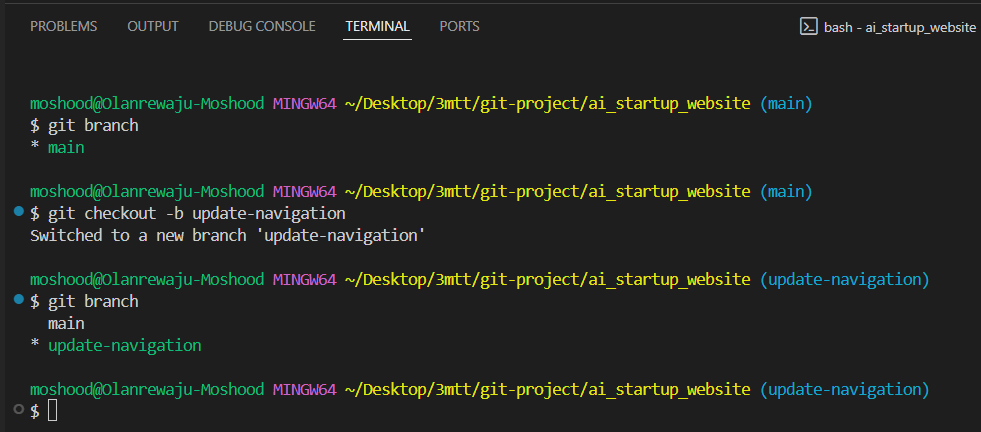 PROBLEMS OUTPUT DEBUG CONSOLE TERMINAL PORTS bash - ai_startup_website
moshood@Olanrewaju-Moshood MINGW64 ~/Desktop/3mtt/git-project/ai_startup_website (main)
$ git branch
* main
moshood@Olanrewaju-Moshood MINGW64 ~/Desktop/3mtt/git-project/ai_startup_website (main)
$ git checkout -b update-navigation
Switched to a new branch 'update-navigation'
moshood@Olanrewaju-Moshood MINGW64 ~/Desktop/3mtt/git-project/ai_startup_website (update-navigation)
$ git branch
  main
* update-navigation
moshood@Olanrewaju-Moshood MINGW64 ~/Desktop/3mtt/git-project/ai_startup_website (update-navigation)
$